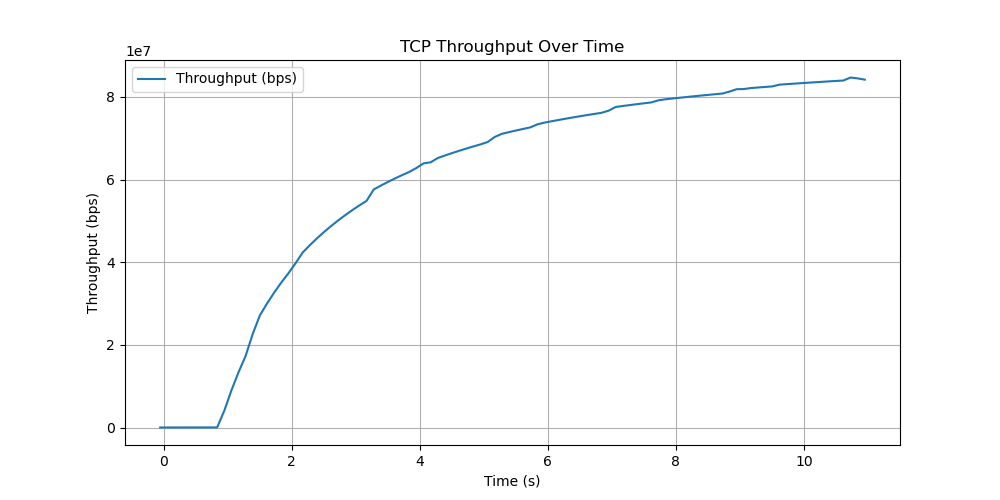 TCP Throughput Over Time
1e7
Throughput (bps)
Throughput (bps)
8
6
4
2
0
0 2 4 6 8 10
Time (s)